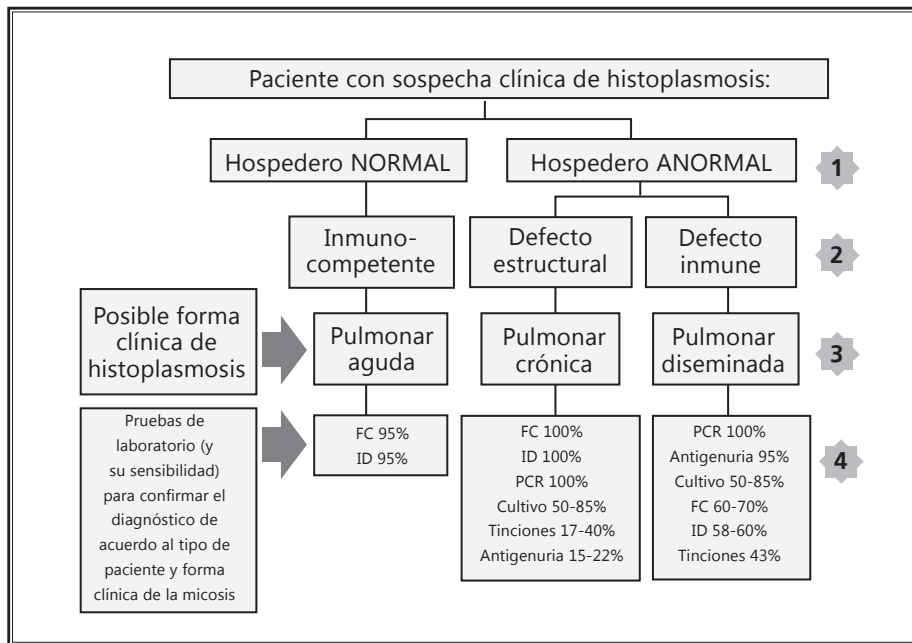 Paciente con sospecha clínica de histoplasmosis:
Hospedero NORMAL
Hospedero ANORMAL
1
Inmuno-
competente
Defecto
estructural
Defecto
inmune
2
Posible forma
clínica de
histoplasmosis
Pulmonar
aguda
Pulmonar
crónica
Pulmonar
diseminada
3
Pruebas de
laboratorio (y
su sensibilidad)
para confirmar el
diagnóstico de
acuerdo al tipo de
paciente y forma
clínica de la micosis
FC 95%
ID 95%
FC 100%
ID 100%
PCR 100%
Cultivo 50-85%
Tinciones 17-40%
Antigenuria 15-22%
PCR 100%
Antigenuria 95%
Cultivo 50-85%
FC 60-70%
ID 58-60%
Tinciones 43%
4